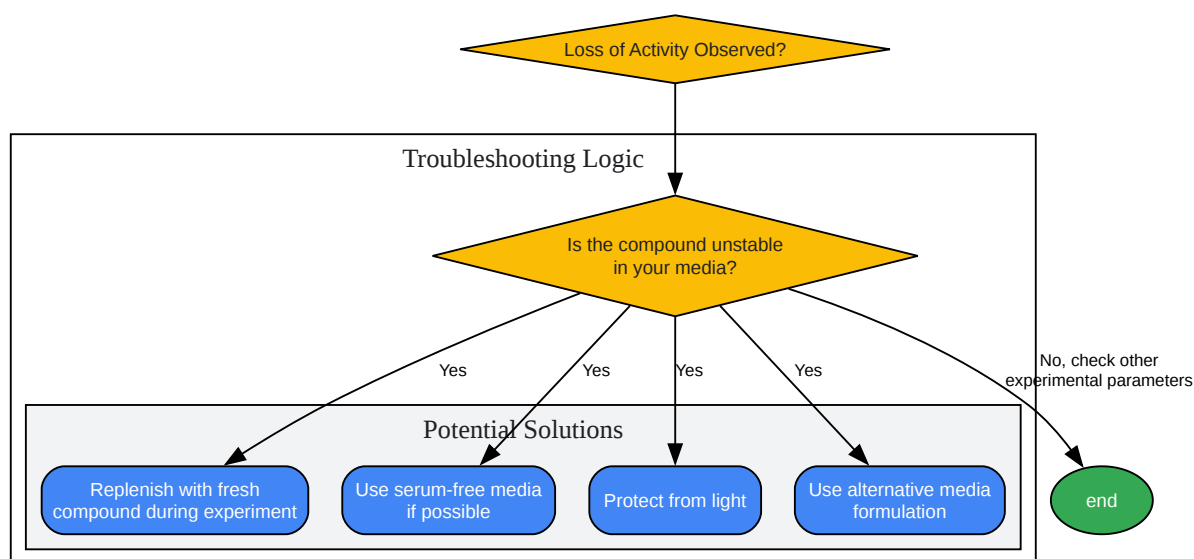 Loss of Activity Observed?
Troubleshooting Logic
Is the compound unstable
in your media?
Yes
Yes
Yes
Yes
No, check other
experimental parameters
Potential Solutions
Replenish with fresh
compound during experiment
Use serum-free media
if possible
Protect from light
Use alternative media
formulation
end